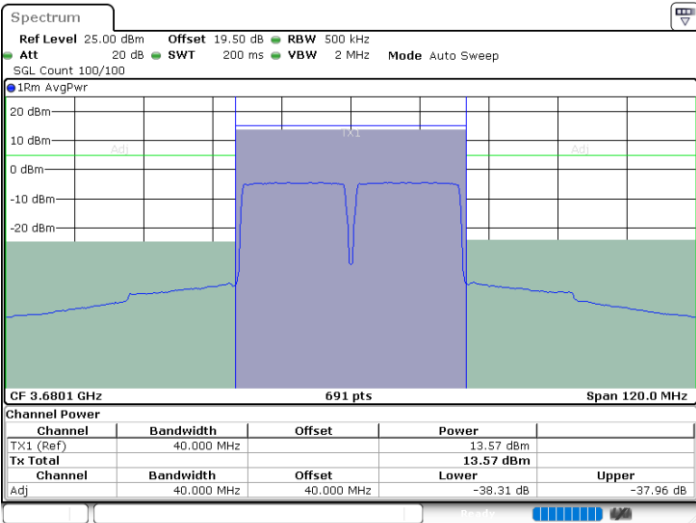 Spectrum
Ref Level 25.00 dBm Offset 19.50 dB RBW 500 kHz
Att 20 dB SWT 200 ms VBW 2 MHz Mode Auto Sweep
SGL Count 100/100
1Rm AvgPwr
20 dBm
TX1
10 dBm
Adj Adj
0 dBm
-10 dBm
-20 dBm
CF 3.6801 GHz 691 pts Span 120.0 MHz
Channel Power
Channel Bandwidth Offset Power
TX1 (Ref) 40.000 MHz 13.57 dBm
Tx Total 13.57 dBm
Channel Bandwidth Offset Lower Upper
Adj 40.000 MHz 40.000 MHz -38.31 dB -37.96 dB
Ready